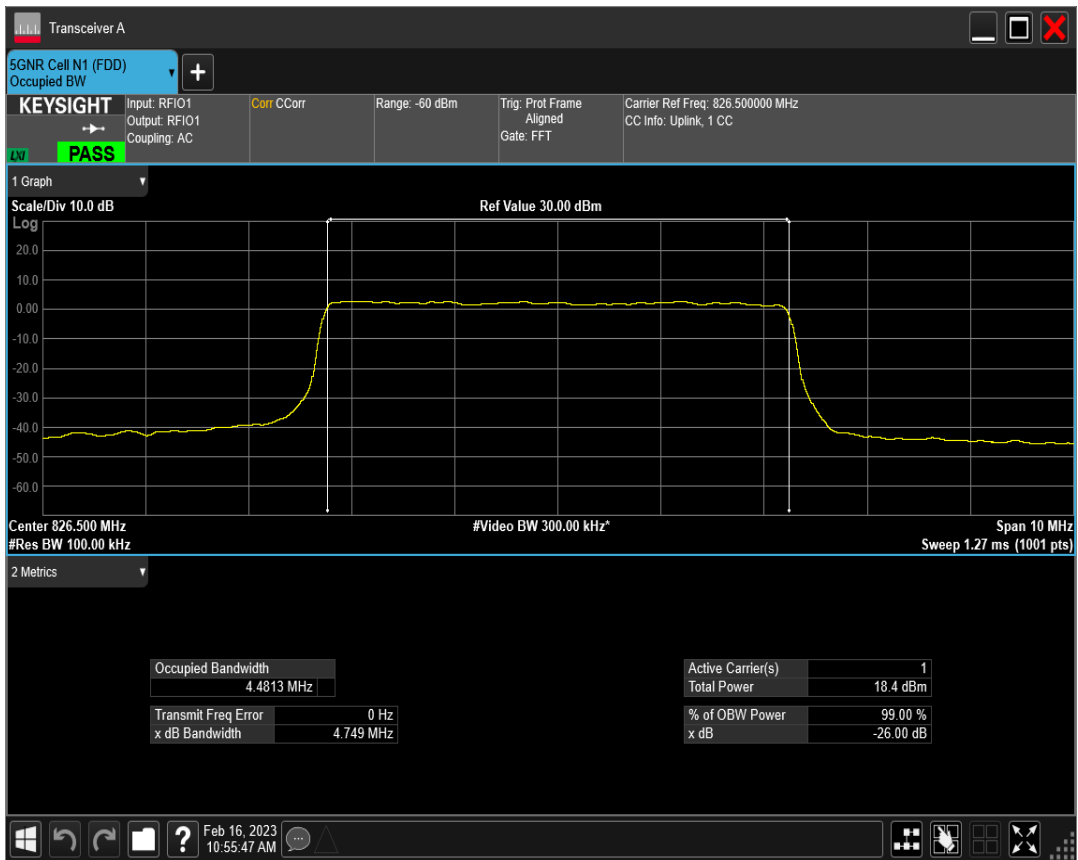 Transceiver A
5GNR Cell N1 (FDD)
Occupied BW
+
KEYSIGHT
Input: RFIO1
Output: RFIO1
Coupling: AC
Corr CCorr
Range: -60 dBm
Trig: Prot Frame
Aligned
Gate: FFT
Carrier Ref Freq: 826.500000 MHz
CC Info: Uplink, 1 CC
LXI
PASS
1 Graph
Scale/Div 10.0 dB
Ref Value 30.00 dBm
Log
20.0
10.0
0.00
-10.0
-20.0
-30.0
-40.0
-50.0
-60.0
Center 826.500 MHz
#Video BW 300.00 kHz*
Span 10 MHz
#Res BW 100.00 kHz
Sweep 1.27 ms (1001 pts)
2 Metrics
Occupied Bandwidth
4.4813 MHz
Active Carrier(s) 1
Total Power 18.4 dBm
Transmit Freq Error 0 Hz
x dB Bandwidth 4.749 MHz
% of OBW Power 99.00 %
x dB -26.00 dB
?
Feb 16, 2023
10:55:47 AM